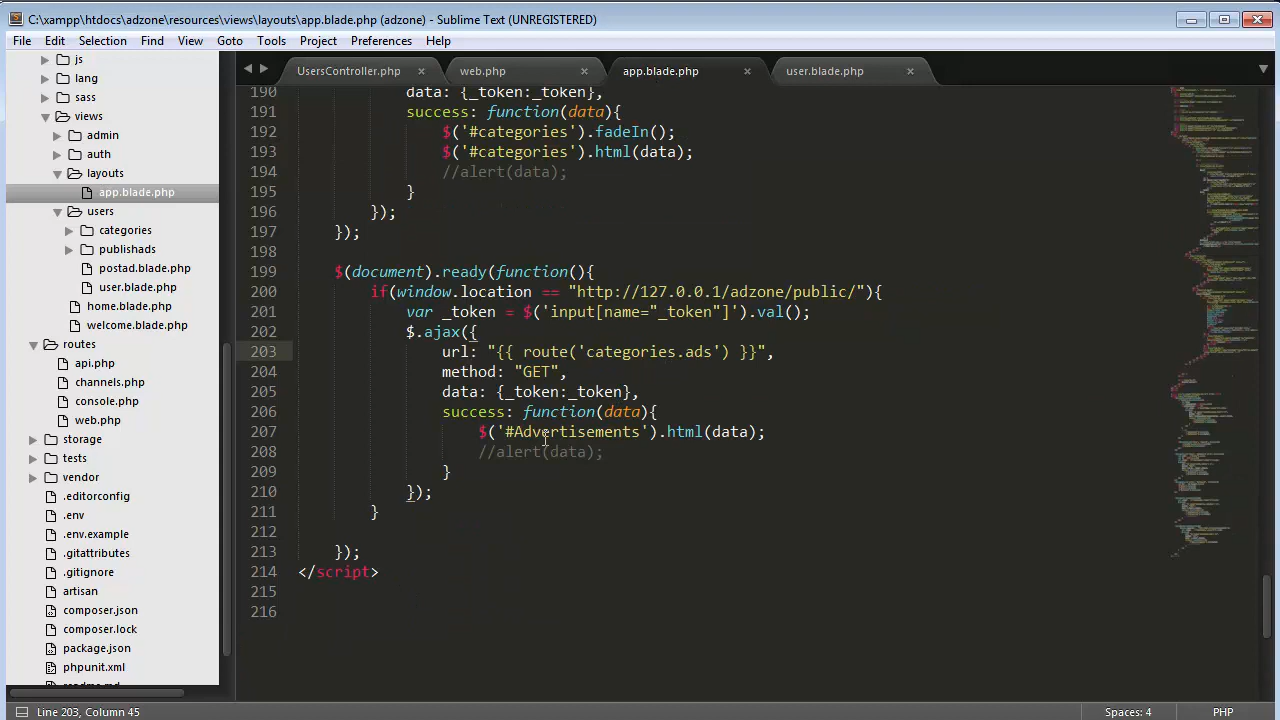 C:\xampp\htdocs\adzone\resources\views\layouts\app.blade.php (adzone) - Sublime Text (UNREGISTERED)
File Edit Selection Find View Goto Tools Project Preferences Help
js
lang
sass
views
admin
auth
layouts
app.blade.php
users
categories
publishads
postad.blade.php
user.blade.php
home.blade.php
welcome.blade.php
routes
api.php
channels.php
console.php
web.php
storage
tests
vendor
.editorconfig
.env
.env.example
.gitattributes
.gitignore
artisan
composer.json
composer.lock
package.json
phpunit.xml
readme.md
UsersController.php web.php app.blade.php user.blade.php
190 data: {_token:_token},
191 success: function(data){
192 $('#categories').fadeIn();
193 $('#categories').html(data);
194 //alert(data);
195 }
196 });
197 });
198
199 $(document).ready(function(){
200 if(window.location == "http://127.0.0.1/adzone/public/"){
201 var _token = $('input[name="_token"]').val();
202 $.ajax({
203 url: "{{ route('categories.ads') }}",
204 method: "GET",
205 data: {_token:_token},
206 success: function(data){
207 $('#Advertisements').html(data);
208 //alert(data);
209 }
210 });
211 }
212
213 });
214 </script>
215
216
Line 203, Column 45 Spaces: 4 PHP